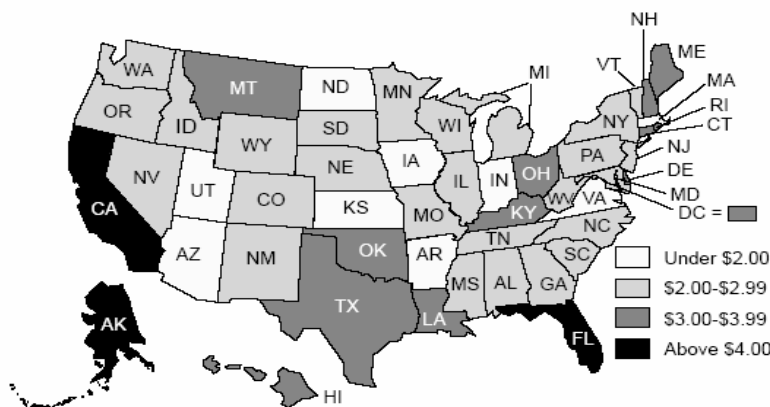 NH
ME
WA
MT
ND
MN
MI
VT
MA
OR
ID
SD
WI
NY
RI
WY
CT
IA
PA
NJ
NE
NV
UT
IL
IN
OH
DE
CO
WV
VA
MD
CA
KS
MO
KY
DC =
NC
TN
AZ
NM
OK
AR
SC
Under $2.00
MS
AL
GA
$2.00-$2.99
TX
LA
$3.00-$3.99
AK
FL
Above $4.00
HI